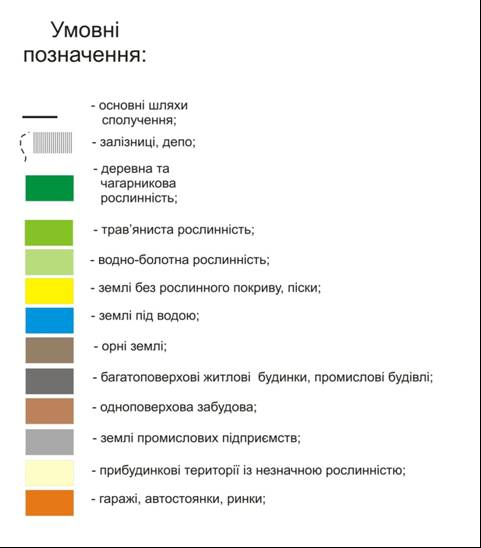 Умовні
позначення:
- основні шляхи
сполучення;
- залізниці, депо;
- деревна та
чагарникова
рослинність;
- трав’яниста рослинність;
- водно-болотна рослинність;
- землі без рослинного покриву, піски;
- землі під водою;
- орні землі;
- багатоповерхові житлові будинки, промислові будівлі;
- одноповерхова забудова;
- землі промислових підприємств;
- прибудинкові території із незначною рослинністю;
- гаражі, автостоянки, ринки;